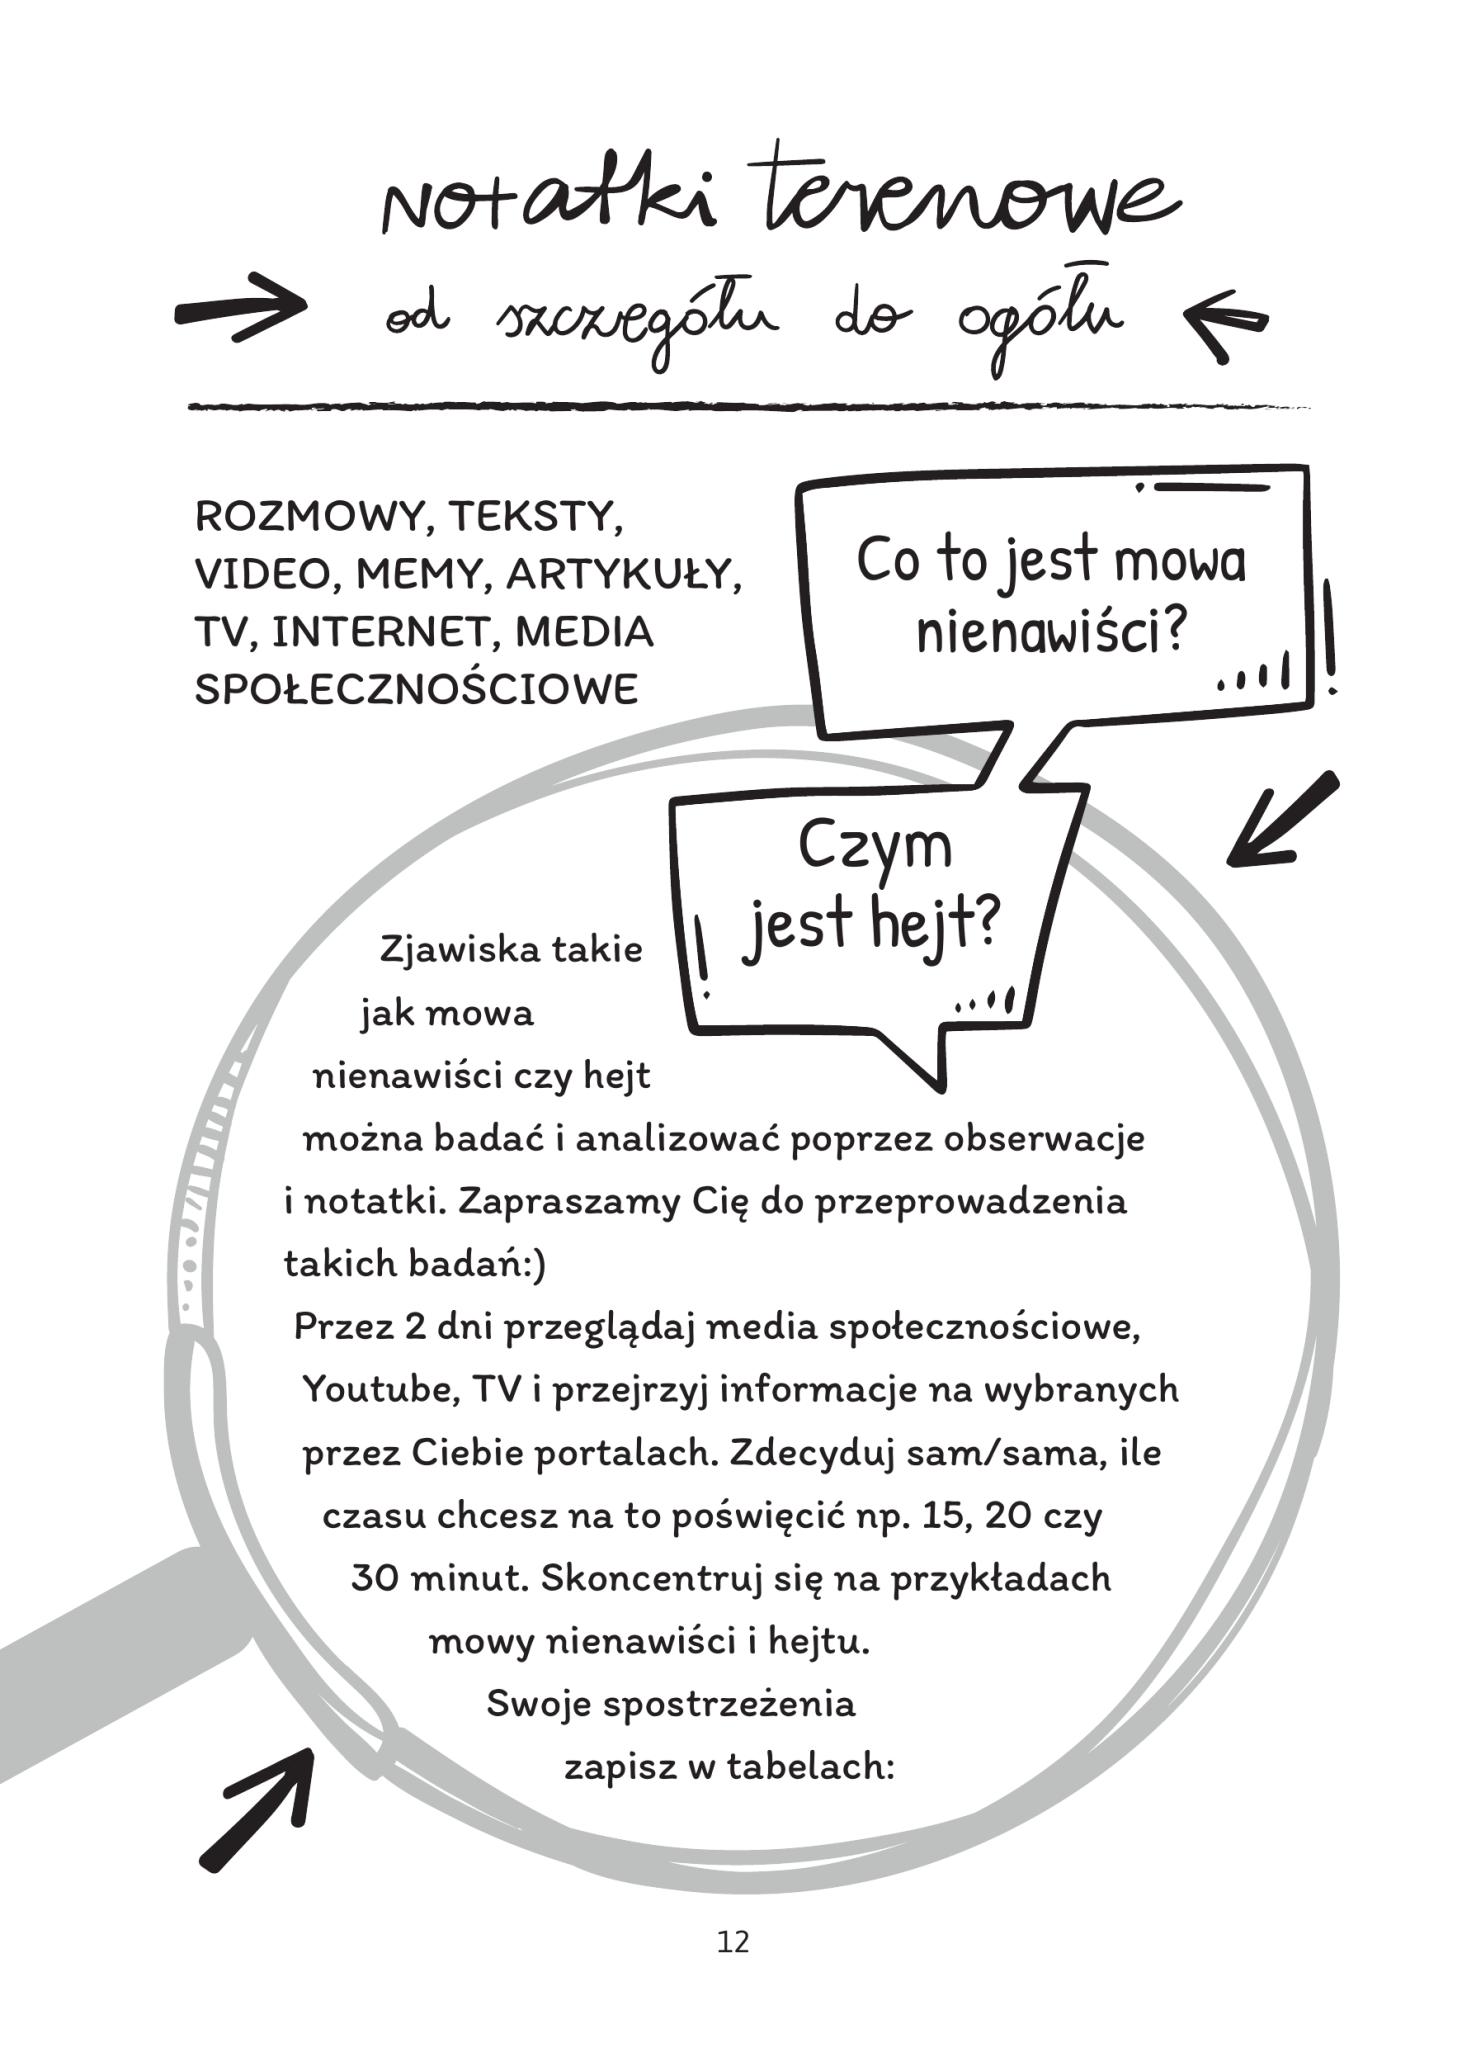 Notatki terenowe
od szczegółu do ogółu
ROZMOWY, TEKSTY,
VIDEO, MEMY, ARTYKUŁY,
TV, INTERNET, MEDIA
SPOŁECZNOŚCIOWE
Co to jest mowa
nienawiści?
Czym
jest hejt?
Zjawiska takie
jak mowa
nienawiści czy hejt
można badać i analizować poprzez obserwacje
i notatki. Zapraszamy Cię do przeprowadzenia
takich badań:)
Przez 2 dni przeglądaj media społecznościowe,
Youtube, TV i przejrzyj informacje na wybranych
przez Ciebie portalach. Zdecyduj sam/sama, ile
czasu chcesz na to poświęcić np. 15, 20 czy
30 minut. Skoncentruj się na przykładach
mowy nienawiści i hejtu.
Swoje spostrzeżenia
zapisz w tabelach:
12